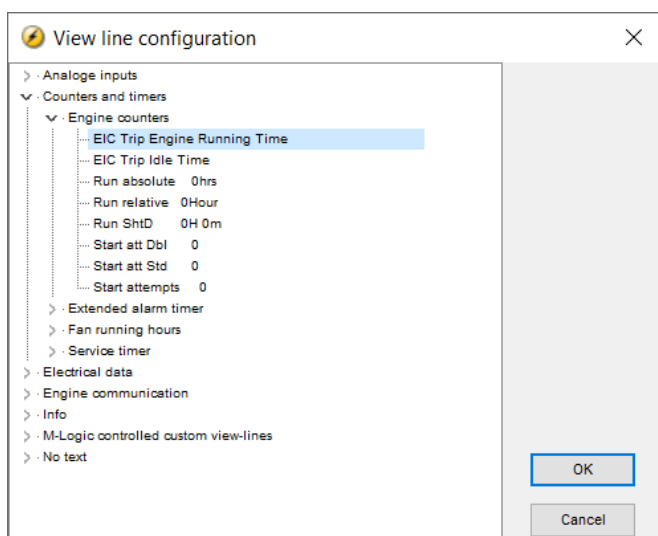 View line configuration
Analoge inputs
Counters and timers
Engine counters
EIC Trip Engine Running Time
EIC Trip Idle Time
Run absolute 0hrs
Run relative 0Hour
Run ShtD 0H 0m
Start att Dbl 0
Start att Std 0
Start attempts 0
Extended alarm timer
Fan running hours
Service timer
Electrical data
Engine communication
Info
M-Logic controlled custom view-lines
No text
OK
Cancel